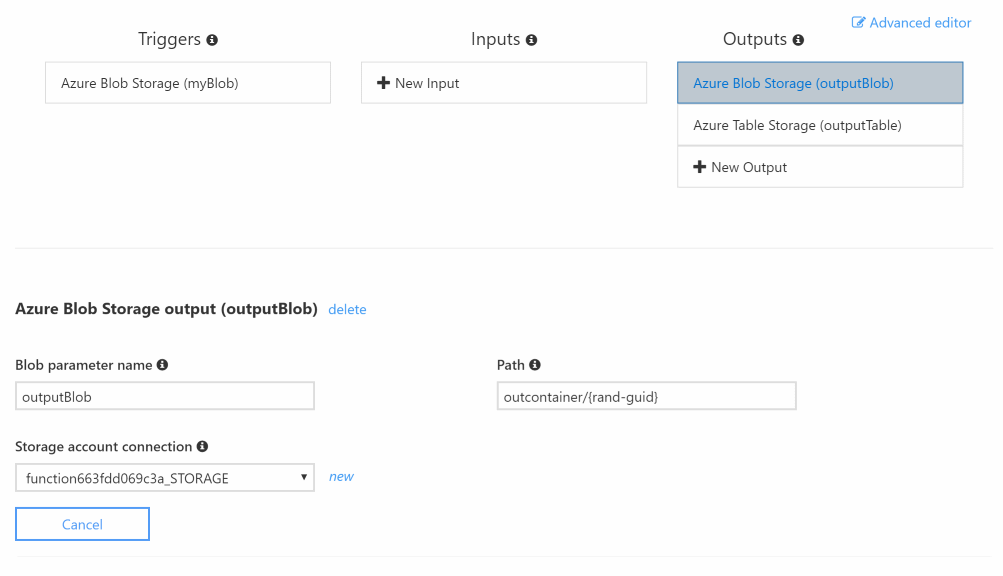 Advanced editor
Triggers
Inputs
Outputs
Azure Blob Storage (myBlob)
New Input
Azure Blob Storage (outputBlob)
Azure Table Storage (outputTable)
New Output
Azure Blob Storage output (outputBlob) delete
Blob parameter name
Path
outputBlob
outcontainer/{rand-guid}
Storage account connection
function663fdd069c3a_STORAGE
new
Cancel